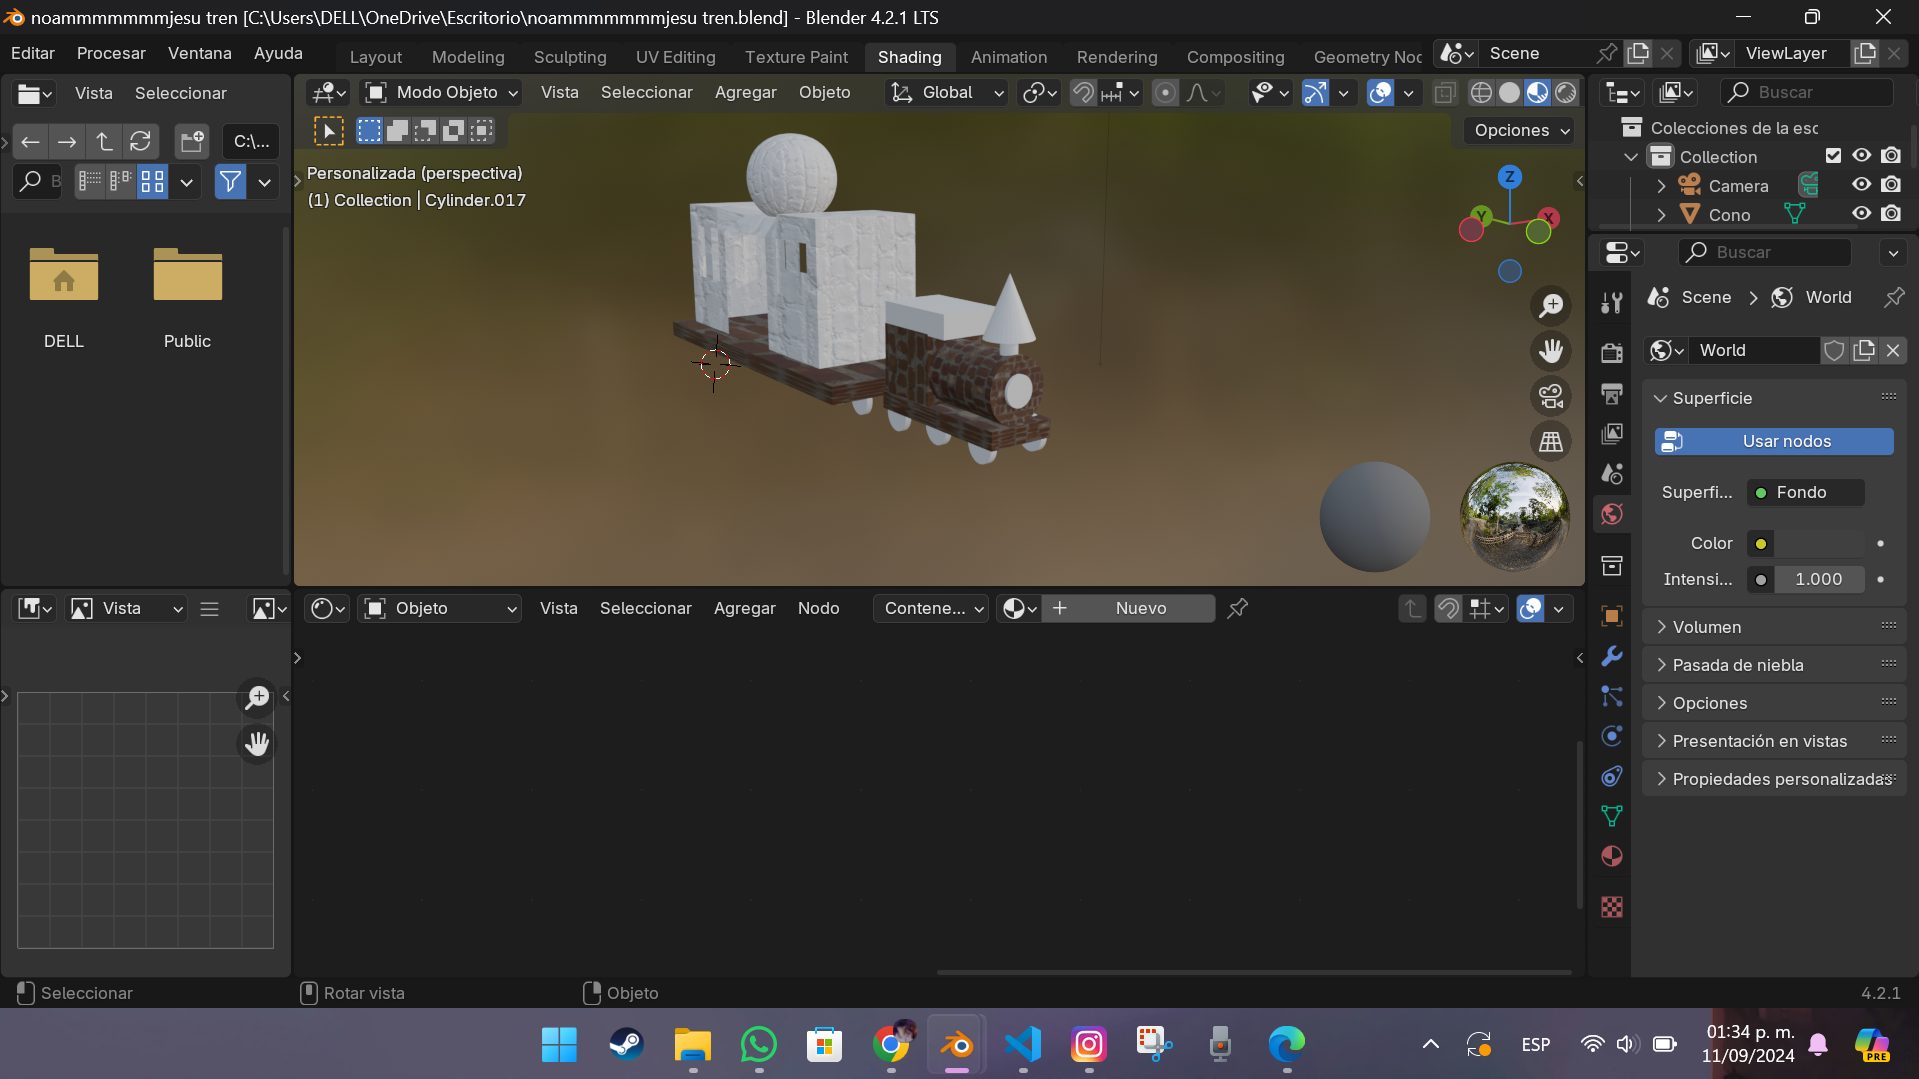 noammmmmmmjesu tren [C:\Users\DELL\OneDrive\Escritorio\noammmmmmmjesu tren.blend] - Blender 4.2.1 LTS
Editar Procesar Ventana Ayuda Layout Modeling Sculpting UV Editing Texture Paint Shading Animation Rendering Compositing Geometry Noc Scene ViewLayer
Vista Seleccionar
Modo Objeto Vista Seleccionar Agregar Objeto Global
Buscar
C:\...
Opciones
Colecciones de la esc
Collection
Camera
Cono
Personalizada (perspectiva)
(1) Collection | Cylinder.017
Z
Y
X
DELL
Public
Buscar
Scene World
World
Superficie
Usar nodos
Superfi... Fondo
Color
Intensi... 1.000
Volumen
Pasada de niebla
Opciones
Presentación en vistas
Propiedades personalizadas
Vista
Objeto Vista Seleccionar Agregar Nodo Contene... Nuevo
Seleccionar
Rotar vista
Objeto
4.2.1
ESP
01:34 p. m.
11/09/2024
PRE